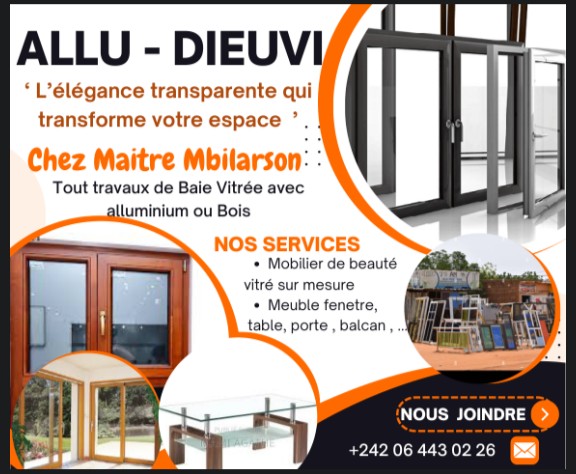 ALLU - DIEUVI
‘ L’élégance transparente qui
transforme votre espace ’
Chez Maitre Mbilarson
Tout travaux de Baie Vitrée avec
alluminium ou Bois
NOS SERVICES
• Mobilier de beauté
vitré sur mesure
• Meuble fenetre,
table, porte , balcan , ...
NOUS JOINDRE
+242 06 443 02 26